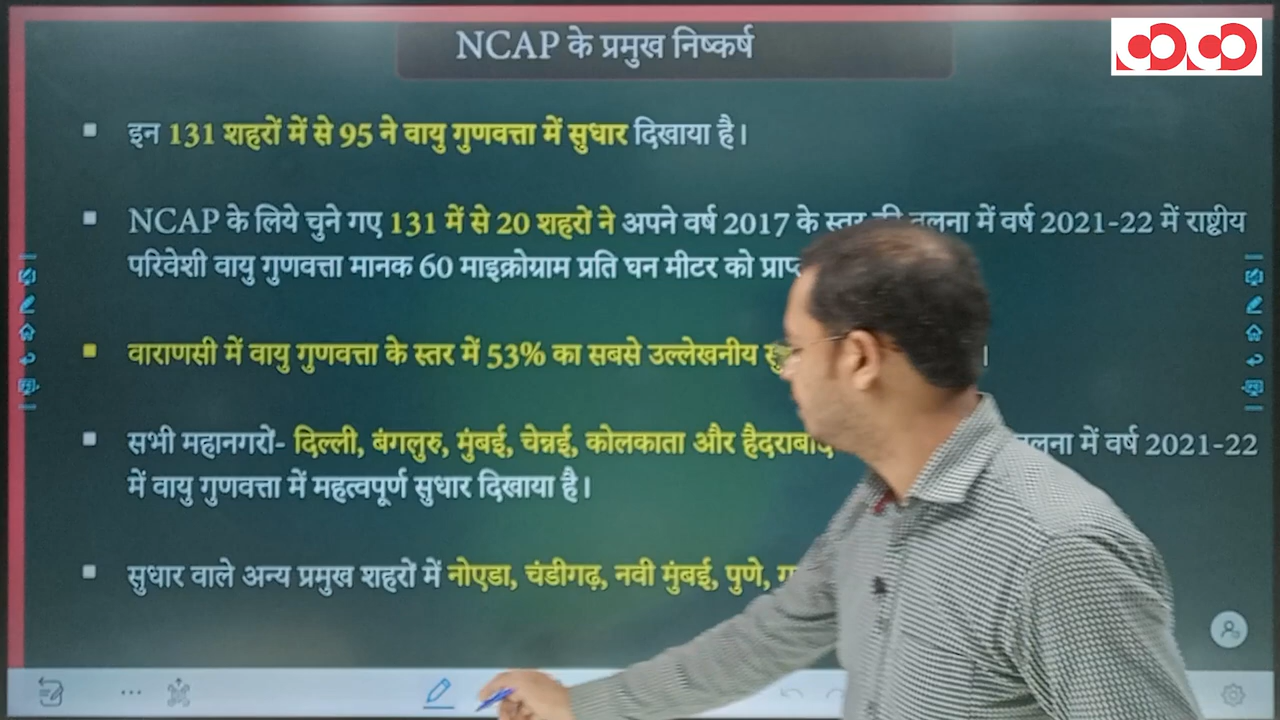 NCAP के प्रमुख निष्कर्ष
इन 131 शहरों में से 95 ने वायु गुणवत्ता में सुधार दिखाया है।
NCAP के लिये चुने गए 131 में से 20 शहरों ने अपने वर्ष 2017 के स्तर की तुलना में वर्ष 2021-22 में राष्ट्रीय
परिवेशी वायु गुणवत्ता मानक 60 माइक्रोग्राम प्रति घन मीटर को
वाराणसी में वायु गुणवत्ता के स्तर में 53% का सबसे उल्लेखनीय
सभी महानगरों- दिल्ली, बंगलुरु, मुंबई, चेन्नई, कोलकाता और हैदराबाद में वर्ष 2021-22
में वायु गुणवत्ता में महत्वपूर्ण सुधार दिखाया है।
सुधार वाले अन्य प्रमुख शहरों में नोएडा, चंडीगढ़, नवी मुंबई, पुणे,